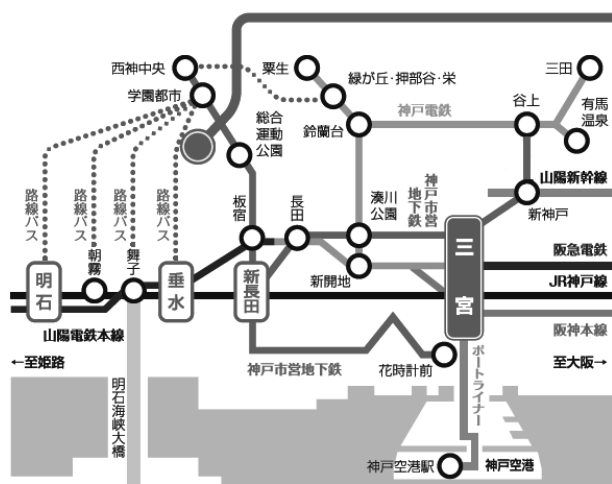 西神中央
粟生
緑が丘・押部谷・栄
三田
学園都市
谷上
有馬
温泉
総合
運動
公園
鈴蘭台
神戸電鉄
板宿
長田
湊川
公園
神戸市営
地下鉄
山陽新幹線
新神戸
路線バス
路線バス
路線バス
路線バス
朝霧
舞子
明石
垂水
新長田
新開地
三宮
阪急電鉄
JR神戸線
山陽電鉄本線
阪神本線
←至姫路
神戸市営地下鉄
花時計前
ポートライナー
至大阪→
明石海峡大橋
神戸空港駅
神戸空港